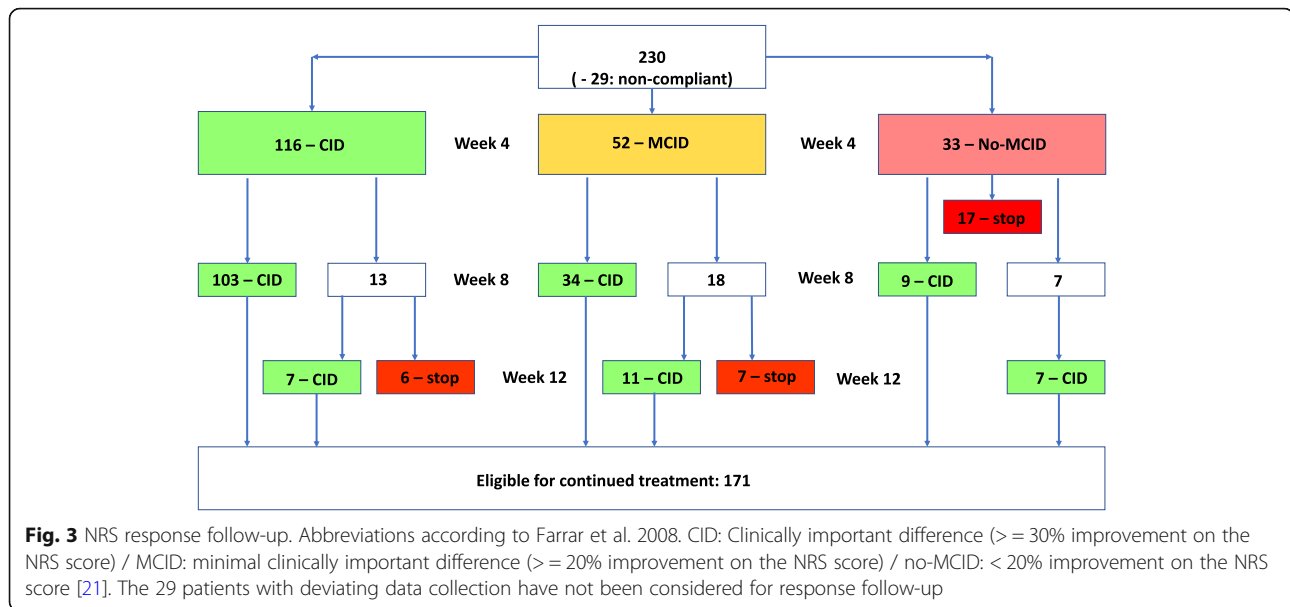 230
( - 29: non-compliant)
116 – CID
Week 4
52 – MCID
Week 4
33 – No-MCID
17 – stop
103 – CID
13
Week 8
34 – CID
18
Week 8
9 – CID
7
7 – CID
6 – stop
Week 12
11 – CID
7 – stop
Week 12
7 – CID
Eligible for continued treatment: 171
Fig. 3 NRS response follow-up. Abbreviations according to Farrar et al. 2008. CID: Clinically important difference (> = 30% improvement on the
NRS score) / MCID: minimal clinically important difference (> = 20% improvement on the NRS score) / no-MCID: < 20% improvement on the NRS
score [21]. The 29 patients with deviating data collection have not been considered for response follow-up